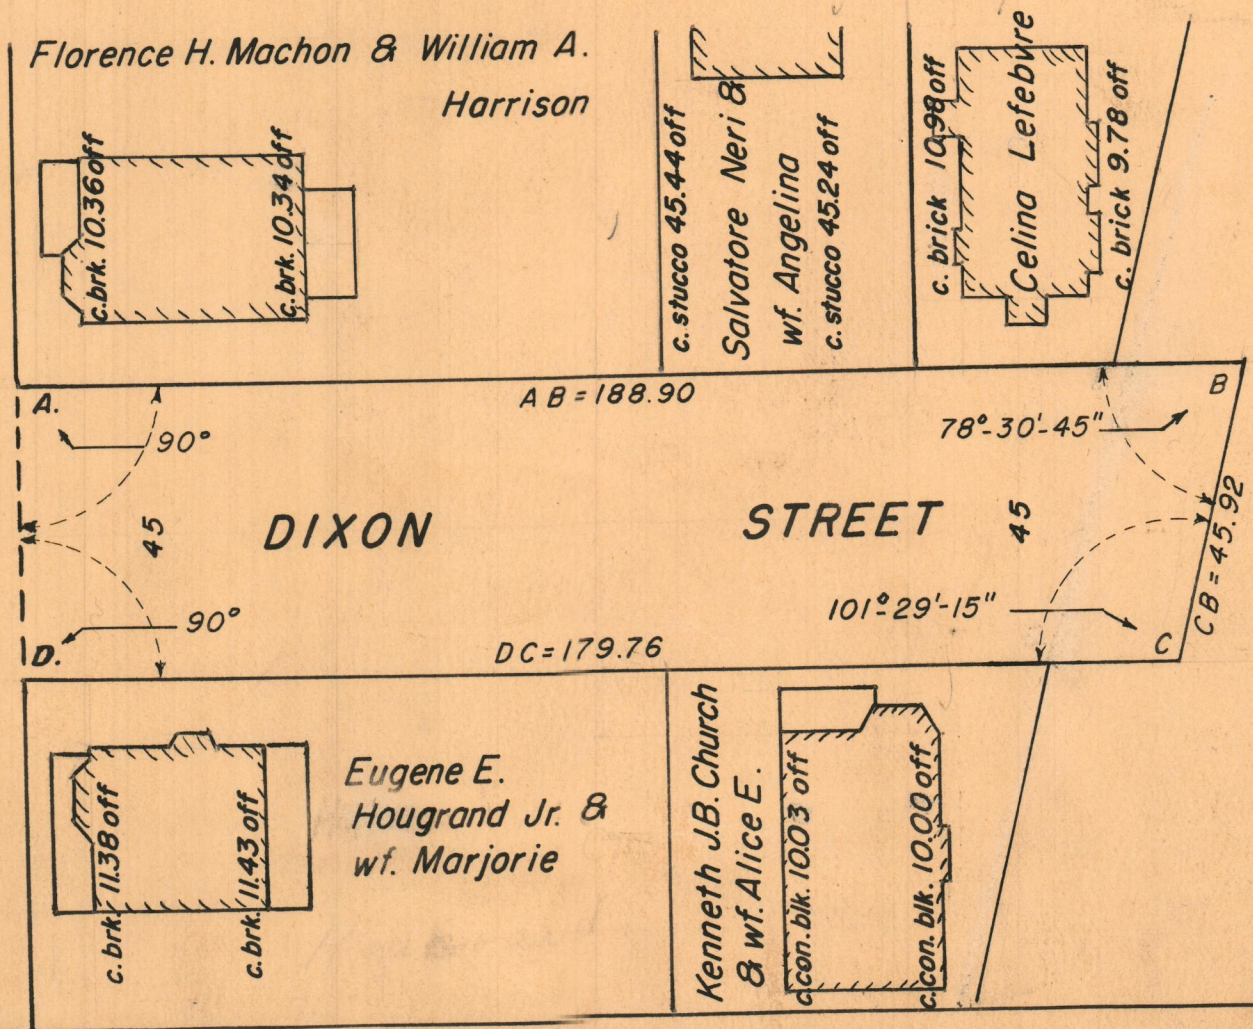 Florence H. Machon & William A.
Harrison
c.brk. 10.36 off
c.brk. 10.34 off
c. stucco 45.44 off
Salvatore Neri &
wf. Angelina
c. stucco 45.24 off
c. brick 10.98 off
Celina Lefebvre
c. brick 9.78 off
A.
AB=188.90
B
90°
78°-30'-45"
45
DIXON
STREET
45
CB=45.92
90°
101°-29'-15"
D.
DC=179.76
C
c.brk. 11.38 off
c.brk. 11.43 off
Eugene E.
Hougrand Jr. &
wf. Marjorie
Kenneth J.B. Church
& wf. Alice E.
c.con.blk. 10.03 off
c.con.blk. 10.00 off